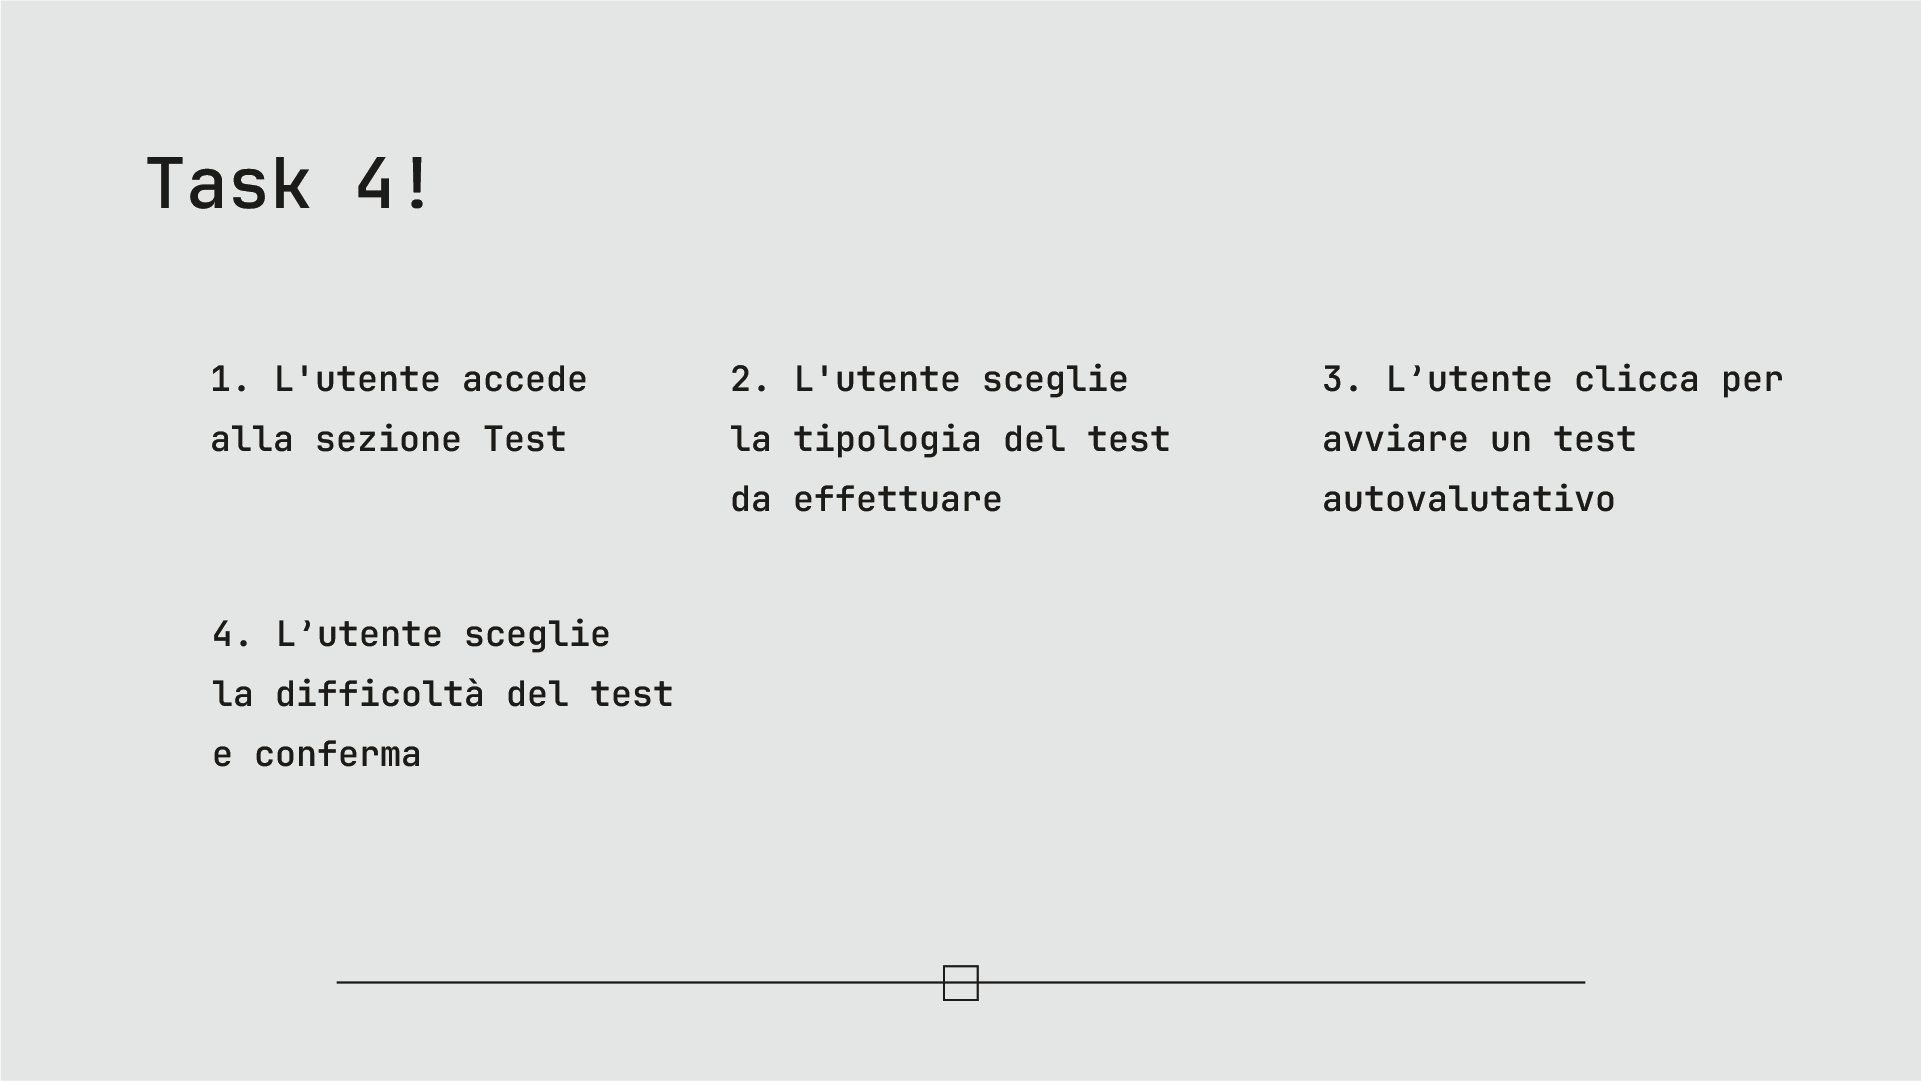 Task 4!
1. L'utente accede
alla sezione Test
2. L'utente sceglie
la tipologia del test
da effettuare
3. L’utente clicca per
avviare un test
autovalutativo
4. L’utente sceglie
la difficoltà del test
e conferma